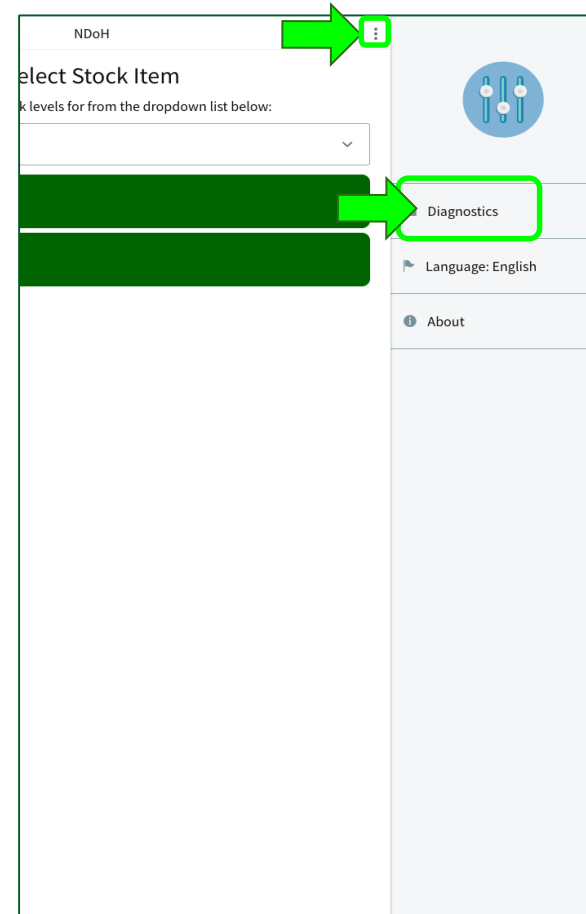 NDoH
elect Stock Item
k levels for from the dropdown list below:
Diagnostics
Language: English
About